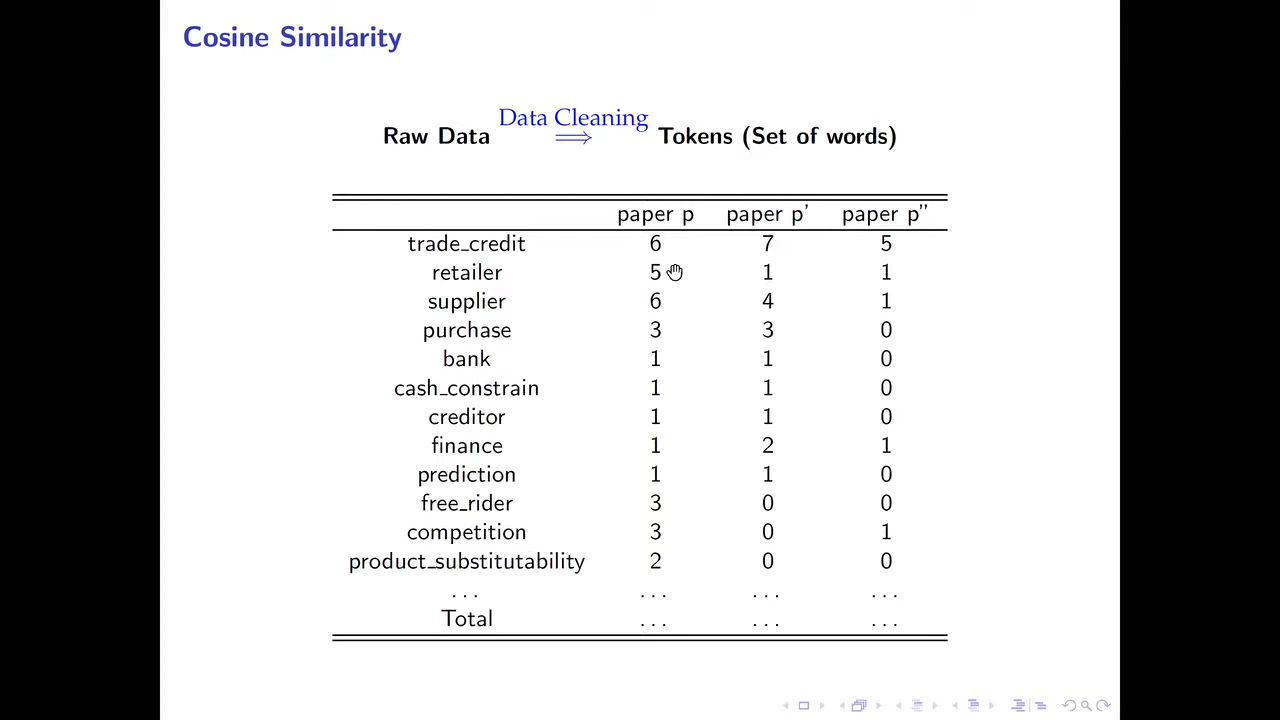 Cosine Similarity
Data Cleaning
Raw Data ⟹ Tokens (Set of words)
paper p paper p' paper p"
trade_credit 6 7 5
retailer 5 1 1
supplier 6 4 1
purchase 3 3 0
bank 1 1 0
cash_constrain 1 1 0
creditor 1 1 0
finance 1 2 1
prediction 1 1 0
free_rider 3 0 0
competition 3 0 1
product_substitutability 2 0 0
... ... ... ...
Total ... ... ...